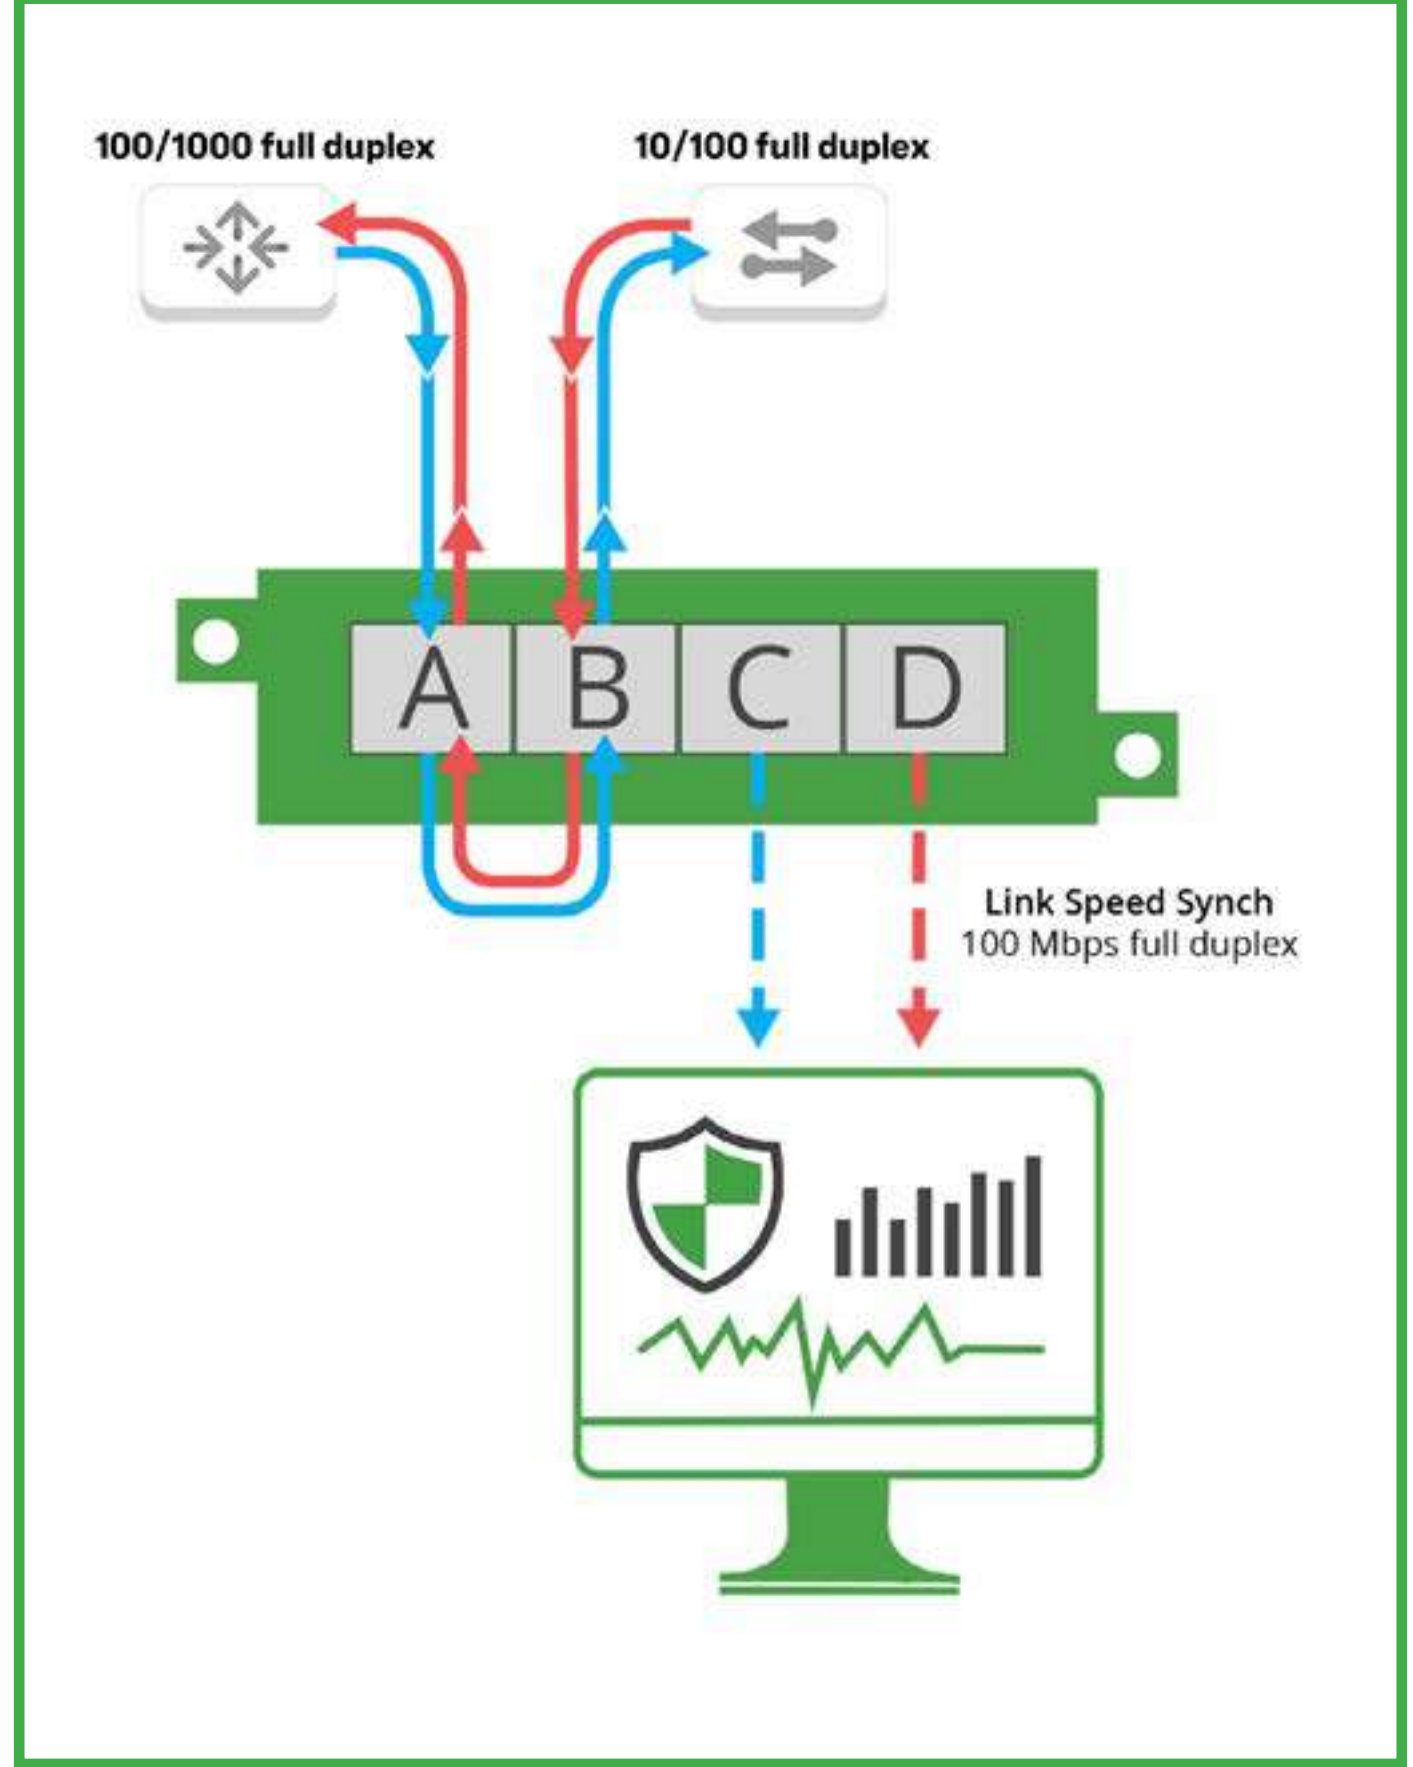 100/1000 full duplex
10/100 full duplex
A
B
C
D
Link Speed Synch
100 Mbps full duplex